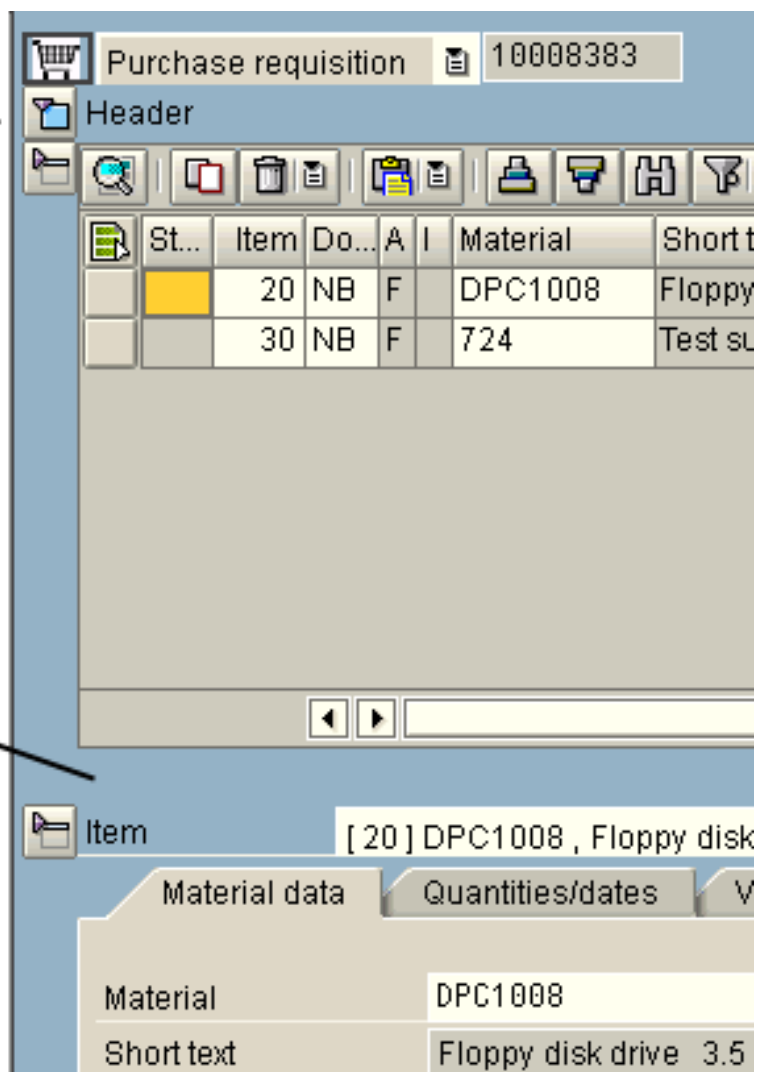 Purchase requisition 10008383
Header
St... Item Do... A I Material Short t
20 NB F DPC1008 Floppy
30 NB F 724 Test su
Item [ 20 ] DPC1008 , Floppy disk
Material data Quantities/dates V
Material DPC1008
Short text Floppy disk drive 3.5